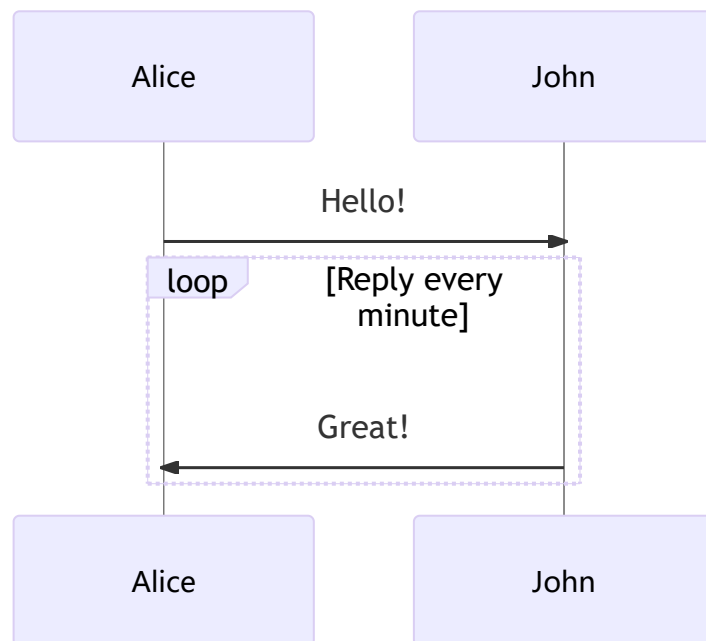 Alice
John
Hello!
loop
[Reply every
minute]
Great!
Alice
John